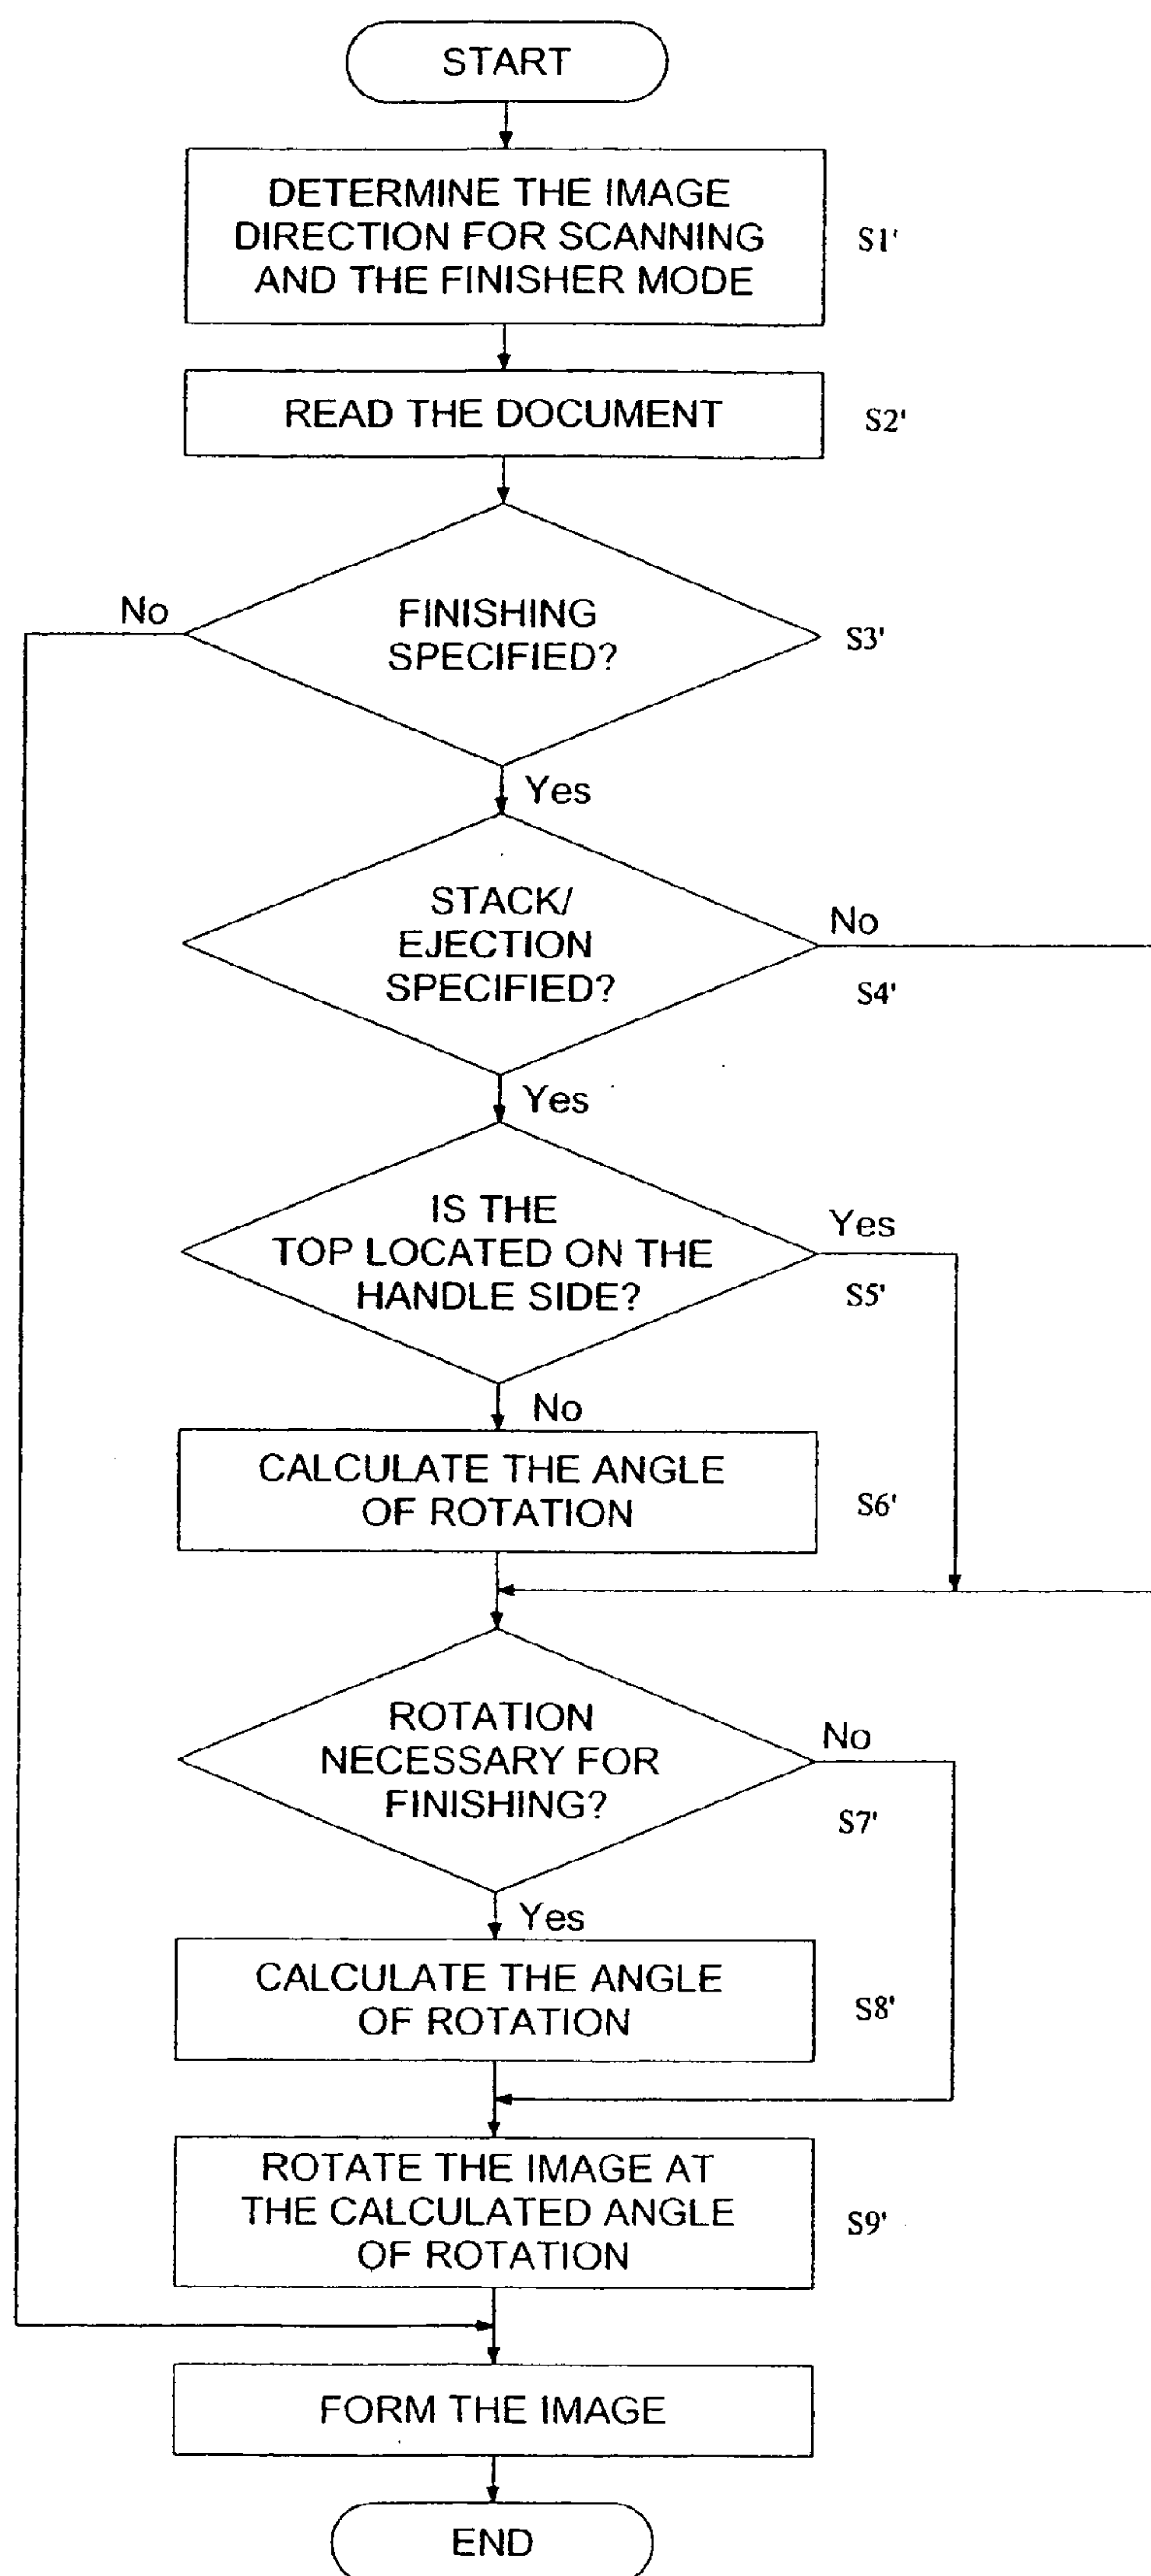 START
DETERMINE THE IMAGE
DIRECTION FOR SCANNING
AND THE FINISHER MODE
S1'
READ THE DOCUMENT
S2'
No
FINISHING
SPECIFIED?
S3'
Yes
STACK/
EJECTION
SPECIFIED?
No
S4'
Yes
IS THE
TOP LOCATED ON THE
HANDLE SIDE?
Yes
S5'
No
CALCULATE THE ANGLE
OF ROTATION
S6'
ROTATION
NECESSARY FOR
FINISHING?
No
S7'
Yes
CALCULATE THE ANGLE
OF ROTATION
S8'
ROTATE THE IMAGE AT
THE CALCULATED ANGLE
OF ROTATION
S9'
FORM THE IMAGE
END